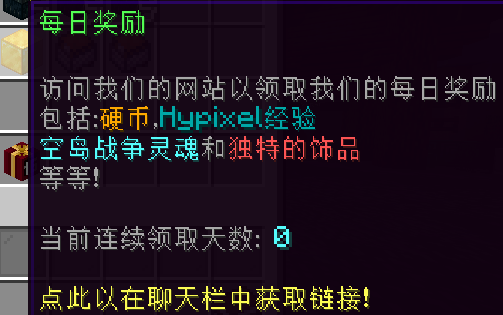 每日奖励
访问我们的网站以领取我们的每日奖励
包括:硬币,Hypixel经验
空岛战争灵魂和独特的饰品
等等!
当前连续领取天数: 0
点此以在聊天栏中获取链接!